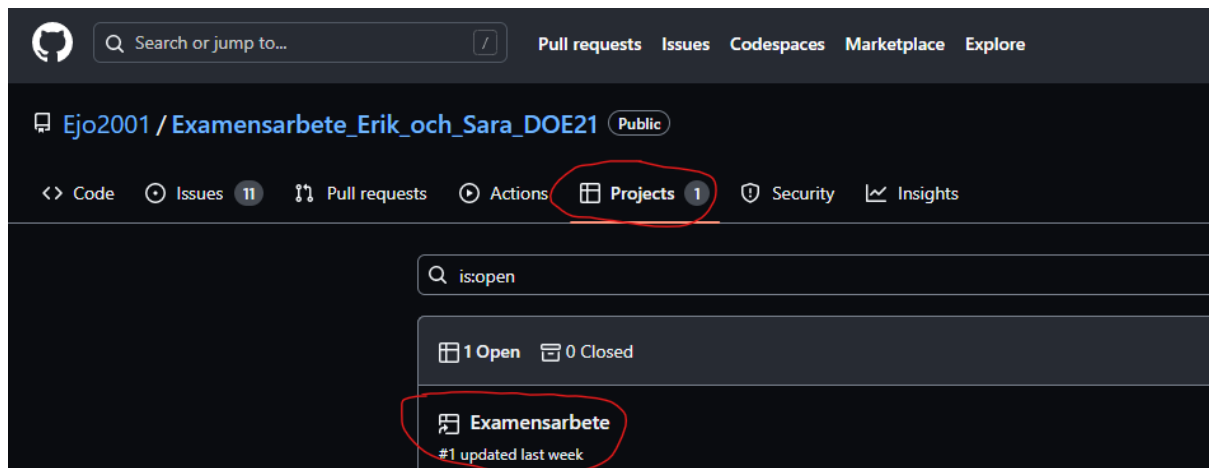 Search or jump to... / Pull requests Issues Codespaces Marketplace Explore
Ejo2001 / Examensarbete_Erik_och_Sara_DOE21 Public
<> Code Issues 11 Pull requests Actions Projects 1 Security Insights
is:open
1 Open 0 Closed
Examensarbete
#1 updated last week